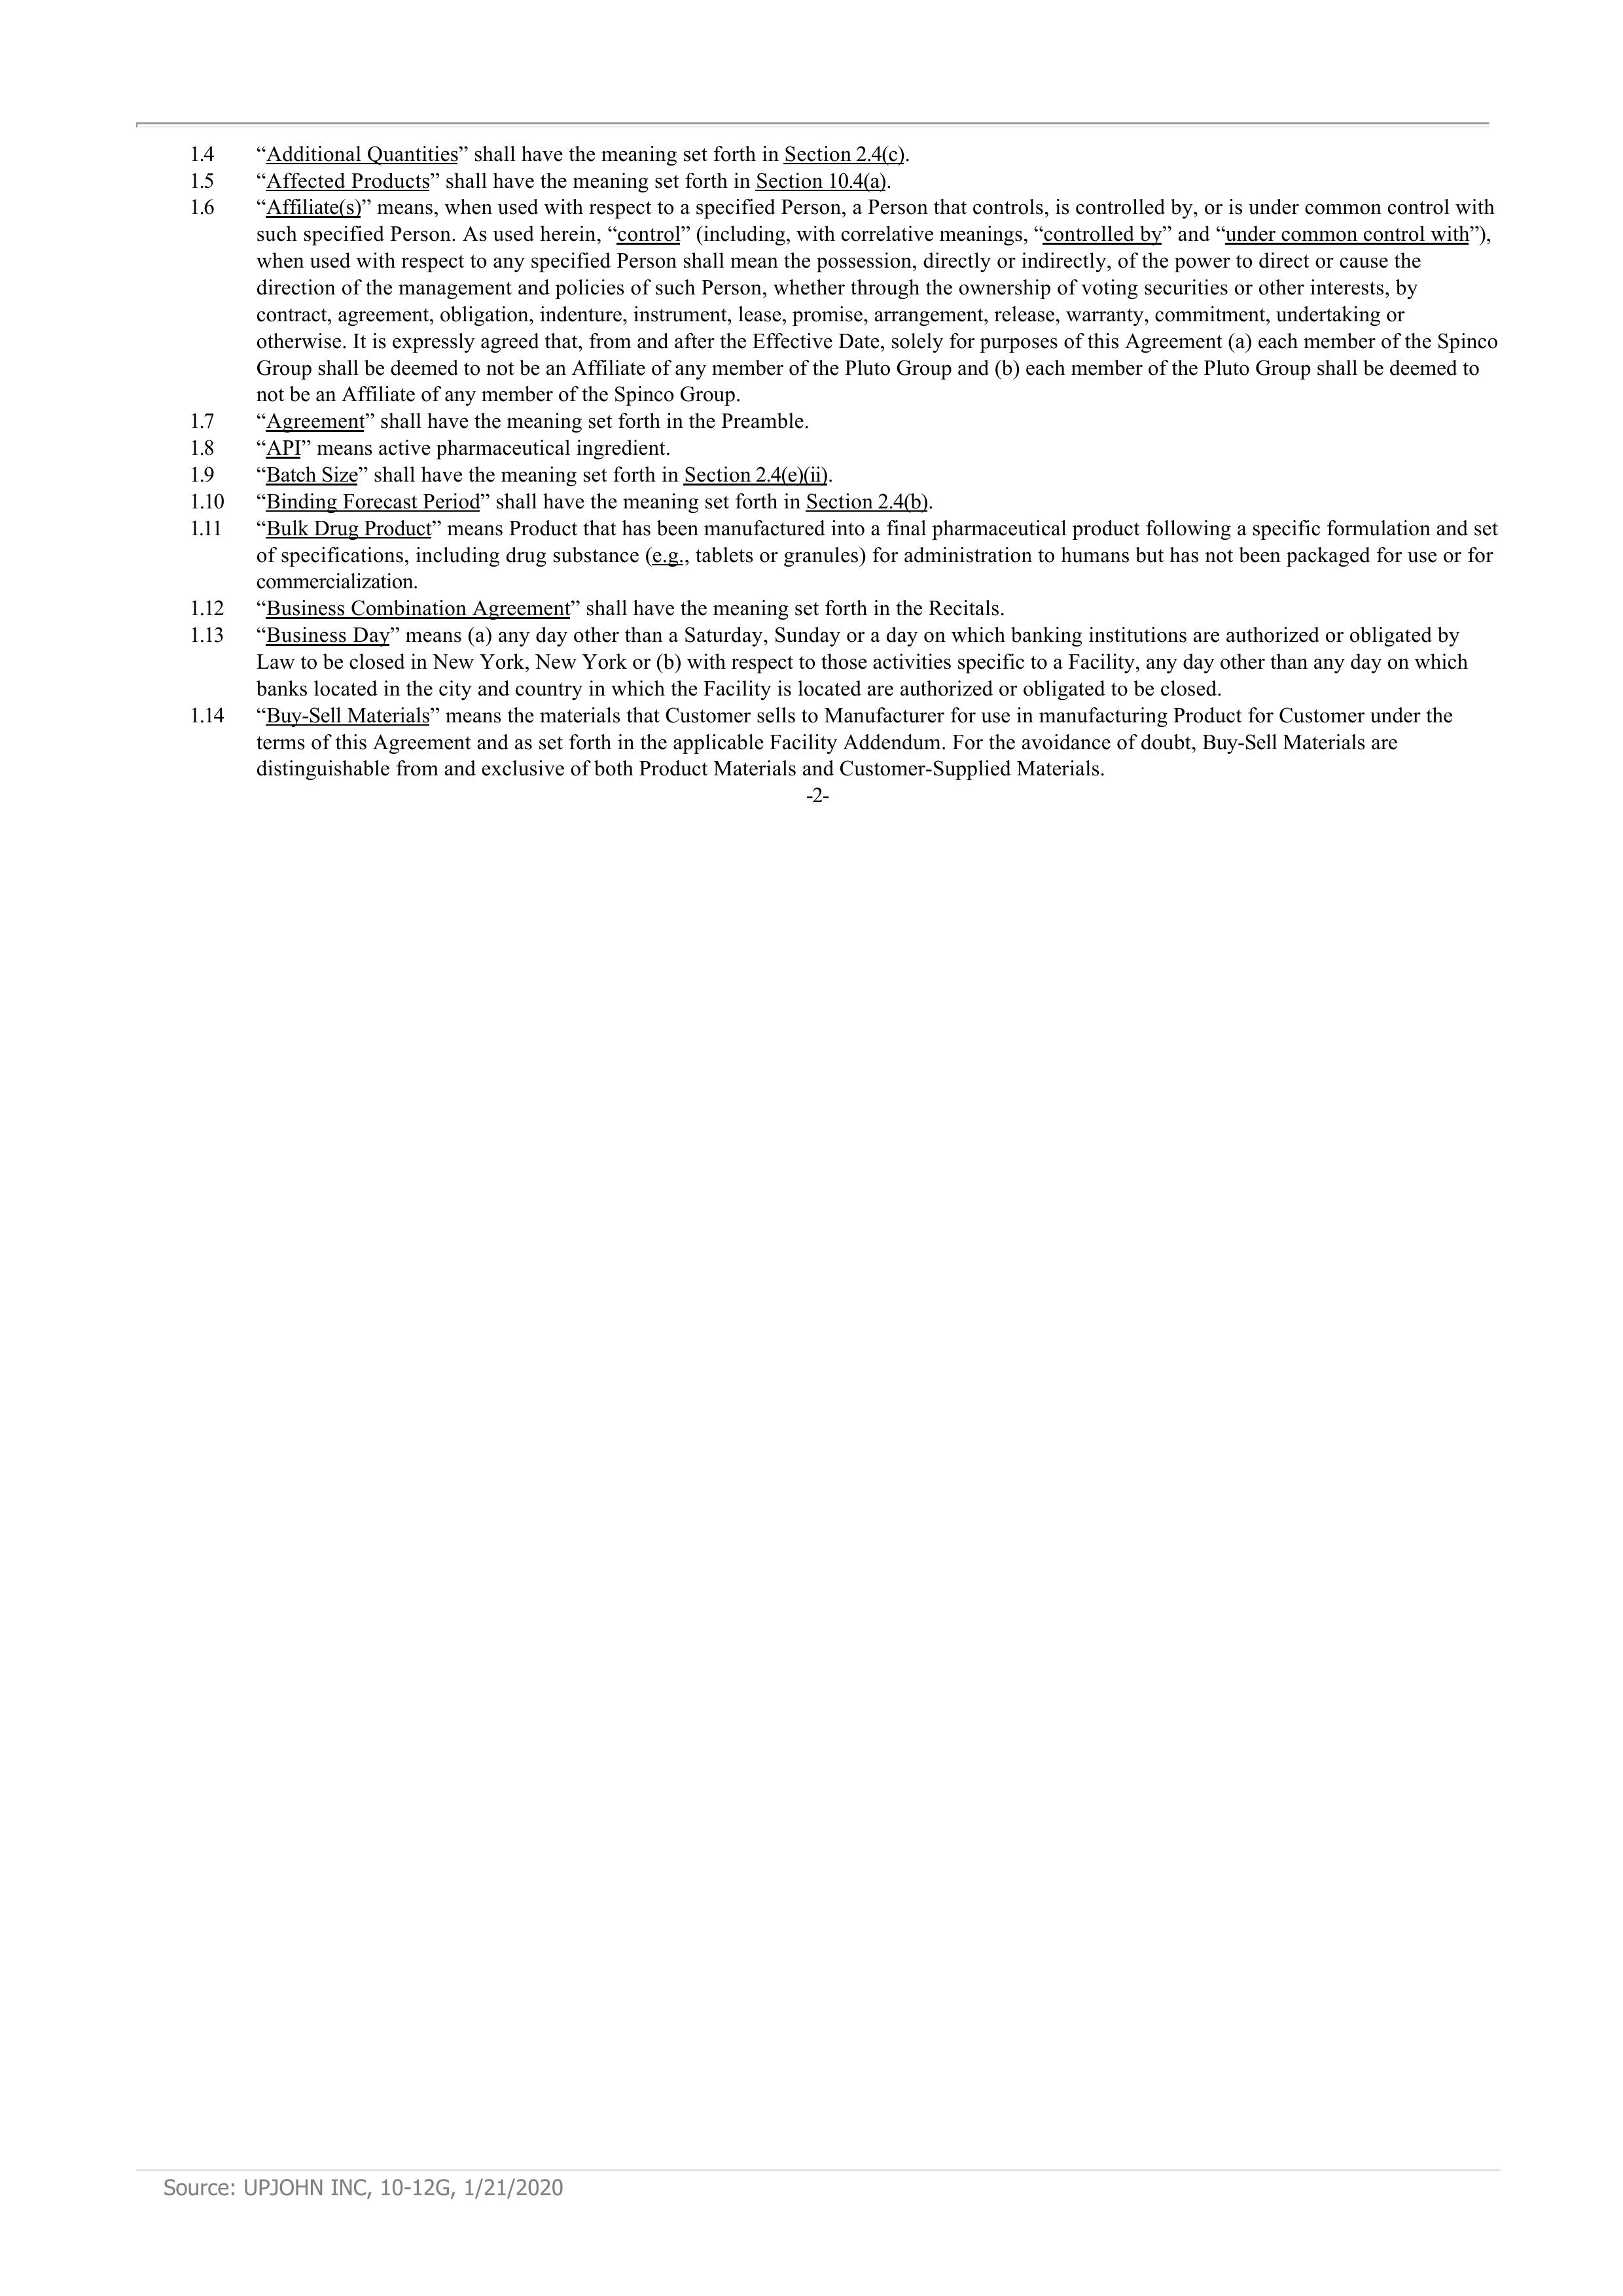 1.4 “Additional Quantities” shall have the meaning set forth in Section 2.4(c).
1.5 “Affected Products” shall have the meaning set forth in Section 10.4(a).
1.6 “Affiliate(s)” means, when used with respect to a specified Person, a Person that controls, is controlled by, or is under common control with
such specified Person. As used herein, “control” (including, with correlative meanings, “controlled by” and “under common control with”),
when used with respect to any specified Person shall mean the possession, directly or indirectly, of the power to direct or cause the
direction of the management and policies of such Person, whether through the ownership of voting securities or other interests, by
contract, agreement, obligation, indenture, instrument, lease, promise, arrangement, release, warranty, commitment, undertaking or
otherwise. It is expressly agreed that, from and after the Effective Date, solely for purposes of this Agreement (a) each member of the Spinco
Group shall be deemed to not be an Affiliate of any member of the Pluto Group and (b) each member of the Pluto Group shall be deemed to
not be an Affiliate of any member of the Spinco Group.
1.7 “Agreement” shall have the meaning set forth in the Preamble.
1.8 “API” means active pharmaceutical ingredient.
1.9 “Batch Size” shall have the meaning set forth in Section 2.4(e)(ii).
1.10 “Binding Forecast Period” shall have the meaning set forth in Section 2.4(b).
1.11 “Bulk Drug Product” means Product that has been manufactured into a final pharmaceutical product following a specific formulation and set
of specifications, including drug substance (e.g., tablets or granules) for administration to humans but has not been packaged for use or for
commercialization.
1.12 “Business Combination Agreement” shall have the meaning set forth in the Recitals.
1.13 “Business Day” means (a) any day other than a Saturday, Sunday or a day on which banking institutions are authorized or obligated by
Law to be closed in New York, New York or (b) with respect to those activities specific to a Facility, any day other than any day on which
banks located in the city and country in which the Facility is located are authorized or obligated to be closed.
1.14 “Buy-Sell Materials” means the materials that Customer sells to Manufacturer for use in manufacturing Product for Customer under the
terms of this Agreement and as set forth in the applicable Facility Addendum. For the avoidance of doubt, Buy-Sell Materials are
distinguishable from and exclusive of both Product Materials and Customer-Supplied Materials.
-2-
Source: UPJOHN INC, 10-12G, 1/21/2020